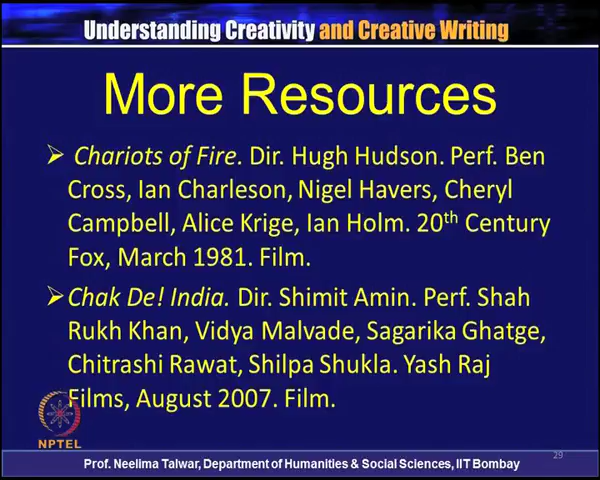 Understanding Creativity and Creative Writing
More Resources
➢ Chariots of Fire. Dir. Hugh Hudson. Perf. Ben
Cross, Ian Charleson, Nigel Havers, Cheryl
Campbell, Alice Krige, Ian Holm. 20th Century
Fox, March 1981. Film.
➢ Chak De! India. Dir. Shimit Amin. Perf. Shah
Rukh Khan, Vidya Malvade, Sagarika Ghatge,
Chitrashi Rawat, Shilpa Shukla. Yash Raj
Films, August 2007. Film.
NPTEL
29
Prof. Neelima Talwar, Department of Humanities & Social Sciences, IIT Bombay